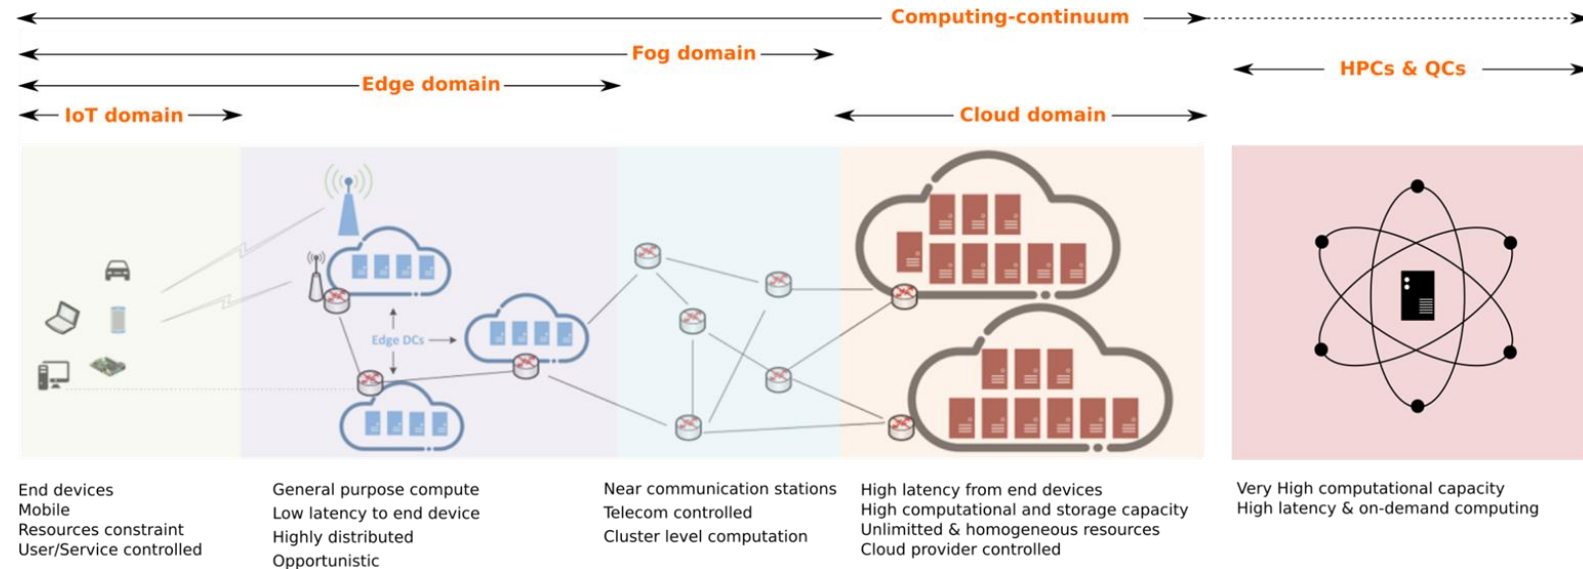 Computing-continuum
Fog domain
HPCs & QCs
Edge domain
IoT domain
Cloud domain
Edge DCs
End devices
Mobile
Resources constraint
User/Service controlled
General purpose compute
Low latency to end device
Highly distributed
Opportunistic
Near communication stations
Telecom controlled
Cluster level computation
High latency from end devices
High computational and storage capacity
Unlimitted & homogeneous resources
Cloud provider controlled
Very High computational capacity
High latency & on-demand computing